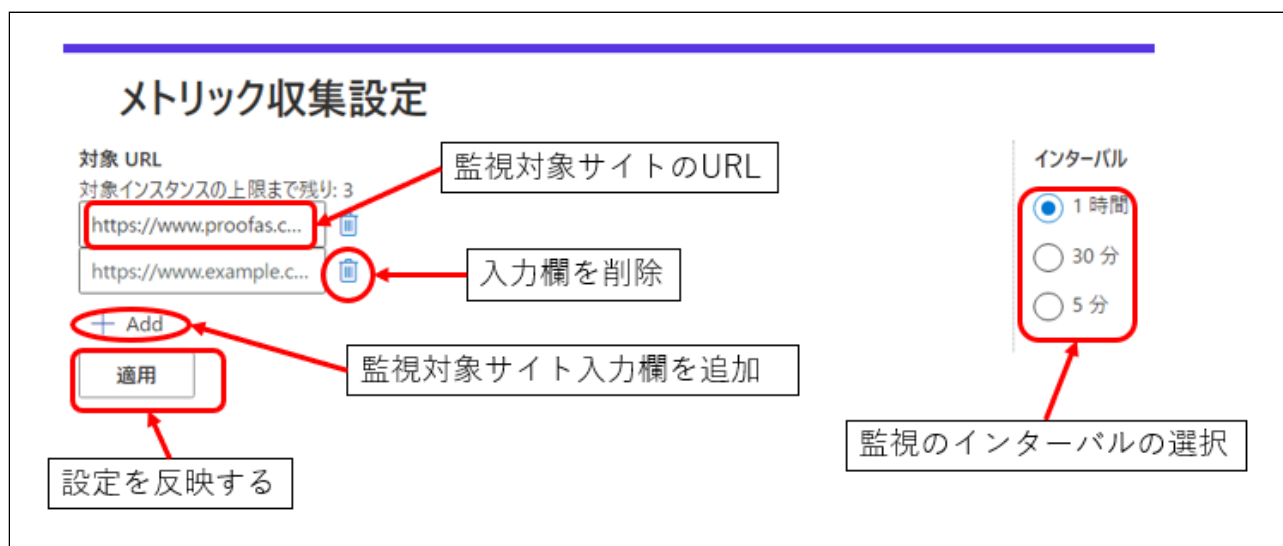 メトリック収集設定
対象 URL
対象インスタンスの上限まで残り: 3
https://www.proofas.c...
https://www.example.c...
+ Add
適用
監視対象サイトのURL
入力欄を削除
監視対象サイト入力欄を追加
設定を反映する
インターバル
1 時間
30 分
5 分
監視のインターバルの選択